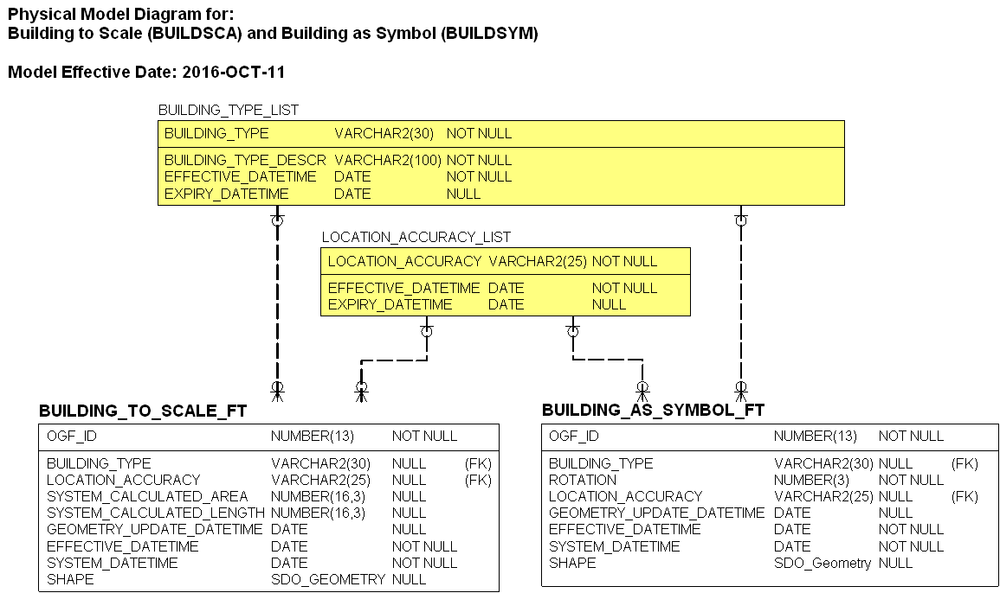 Physical Model Diagram for:
Building to Scale (BUILDSCA) and Building as Symbol (BUILDSYM)
Model Effective Date: 2016-OCT-11
BUILDING_TYPE_LIST
BUILDING_TYPE VARCHAR2(30) NOT NULL
BUILDING_TYPE_DESCR VARCHAR2(100) NOT NULL
EFFECTIVE_DATETIME DATE NOT NULL
EXPIRY_DATETIME DATE NULL
LOCATION_ACCURACY_LIST
LOCATION_ACCURACY VARCHAR2(25) NOT NULL
EFFECTIVE_DATETIME DATE NOT NULL
EXPIRY_DATETIME DATE NULL
BUILDING_TO_SCALE_FT
OGF_ID NUMBER(13) NOT NULL
BUILDING_TYPE VARCHAR2(30) NULL (FK)
LOCATION_ACCURACY VARCHAR2(25) NULL (FK)
SYSTEM_CALCULATED_AREA NUMBER(16,3) NULL
SYSTEM_CALCULATED_LENGTH NUMBER(16,3) NULL
GEOMETRY_UPDATE_DATETIME DATE NULL
EFFECTIVE_DATETIME DATE NOT NULL
SYSTEM_DATETIME DATE NOT NULL
SHAPE SDO_GEOMETRY NULL
BUILDING_AS_SYMBOL_FT
OGF_ID NUMBER(13) NOT NULL
BUILDING_TYPE VARCHAR2(30) NULL (FK)
ROTATION NUMBER(3) NOT NULL
LOCATION_ACCURACY VARCHAR2(25) NULL (FK)
GEOMETRY_UPDATE_DATETIME DATE NULL
EFFECTIVE_DATETIME DATE NOT NULL
SYSTEM_DATETIME DATE NOT NULL
SHAPE SDO_Geometry NULL